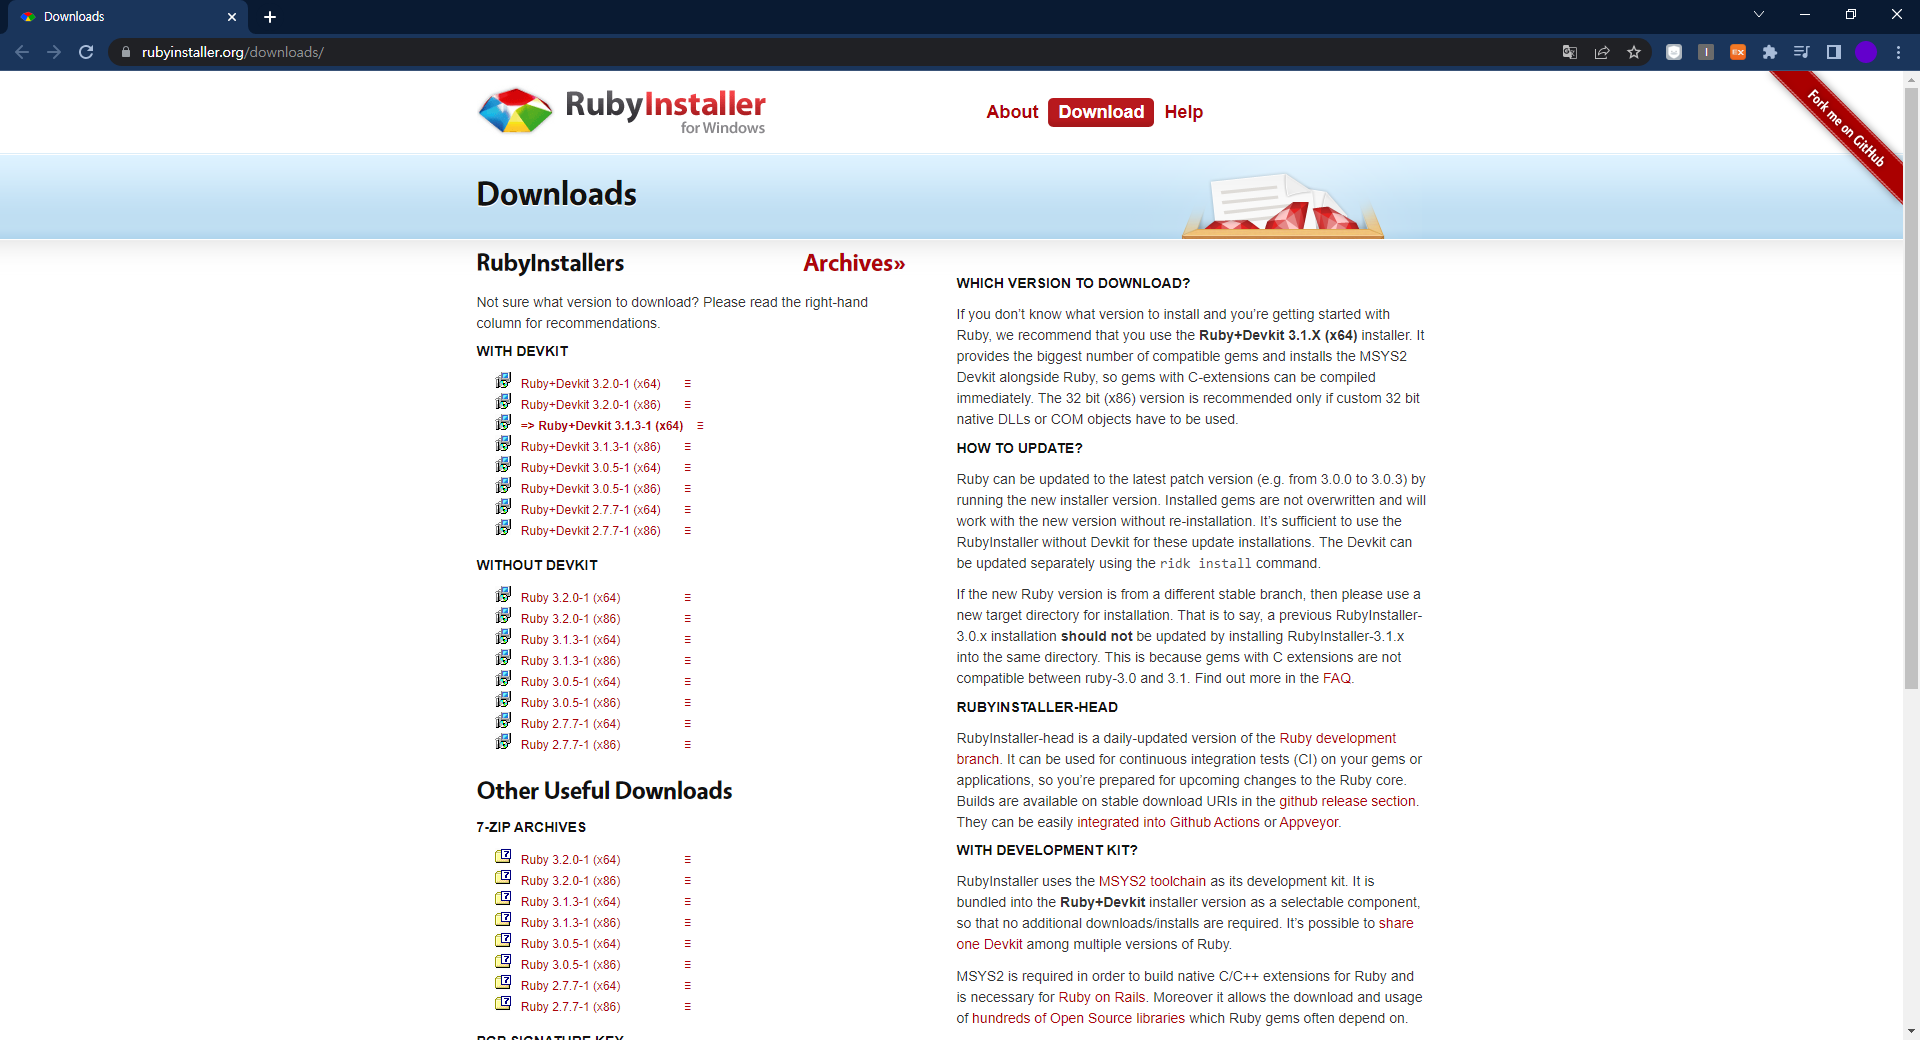 Downloads
rubyinstaller.org/downloads/
RubyInstaller
for Windows
About
Download
Help
Fork me on GitHub
Downloads
RubyInstallers
Archives»
Not sure what version to download? Please read the right-hand
column for recommendations.
WITH DEVKIT
Ruby+Devkit 3.2.0-1 (x64)
Ruby+Devkit 3.2.0-1 (x86)
=> Ruby+Devkit 3.1.3-1 (x64)
Ruby+Devkit 3.1.3-1 (x86)
Ruby+Devkit 3.0.5-1 (x64)
Ruby+Devkit 3.0.5-1 (x86)
Ruby+Devkit 2.7.7-1 (x64)
Ruby+Devkit 2.7.7-1 (x86)
WITHOUT DEVKIT
Ruby 3.2.0-1 (x64)
Ruby 3.2.0-1 (x86)
Ruby 3.1.3-1 (x64)
Ruby 3.1.3-1 (x86)
Ruby 3.0.5-1 (x64)
Ruby 3.0.5-1 (x86)
Ruby 2.7.7-1 (x64)
Ruby 2.7.7-1 (x86)
Other Useful Downloads
7-ZIP ARCHIVES
Ruby 3.2.0-1 (x64)
Ruby 3.2.0-1 (x86)
Ruby 3.1.3-1 (x64)
Ruby 3.1.3-1 (x86)
Ruby 3.0.5-1 (x64)
Ruby 3.0.5-1 (x86)
Ruby 2.7.7-1 (x64)
Ruby 2.7.7-1 (x86)
PGP SIGNATURE KEY
WHICH VERSION TO DOWNLOAD?
If you don’t know what version to install and you’re getting started with
Ruby, we recommend that you use the Ruby+Devkit 3.1.X (x64) installer. It
provides the biggest number of compatible gems and installs the MSYS2
Devkit alongside Ruby, so gems with C-extensions can be compiled
immediately. The 32 bit (x86) version is recommended only if custom 32 bit
native DLLs or COM objects have to be used.
HOW TO UPDATE?
Ruby can be updated to the latest patch version (e.g. from 3.0.0 to 3.0.3) by
running the new installer version. Installed gems are not overwritten and will
work with the new version without re-installation. It’s sufficient to use the
RubyInstaller without Devkit for these update installations. The Devkit can
be updated separately using the ridk install command.
If the new Ruby version is from a different stable branch, then please use a
new target directory for installation. That is to say, a previous RubyInstaller-
3.0.x installation should not be updated by installing RubyInstaller-3.1.x
into the same directory. This is because gems with C extensions are not
compatible between ruby-3.0 and 3.1. Find out more in the FAQ.
RUBYINSTALLER-HEAD
RubyInstaller-head is a daily-updated version of the Ruby development
branch. It can be used for continuous integration tests (CI) on your gems or
applications, so you’re prepared for upcoming changes to the Ruby core.
Builds are available on stable download URIs in the github release section.
They can be easily integrated into Github Actions or Appveyor.
WITH DEVELOPMENT KIT?
RubyInstaller uses the MSYS2 toolchain as its development kit. It is
bundled into the Ruby+Devkit installer version as a selectable component,
so that no additional downloads/installs are required. It’s possible to share
one Devkit among multiple versions of Ruby.
MSYS2 is required in order to build native C/C++ extensions for Ruby and
is necessary for Ruby on Rails. Moreover it allows the download and usage
of hundreds of Open Source libraries which Ruby gems often depend on.